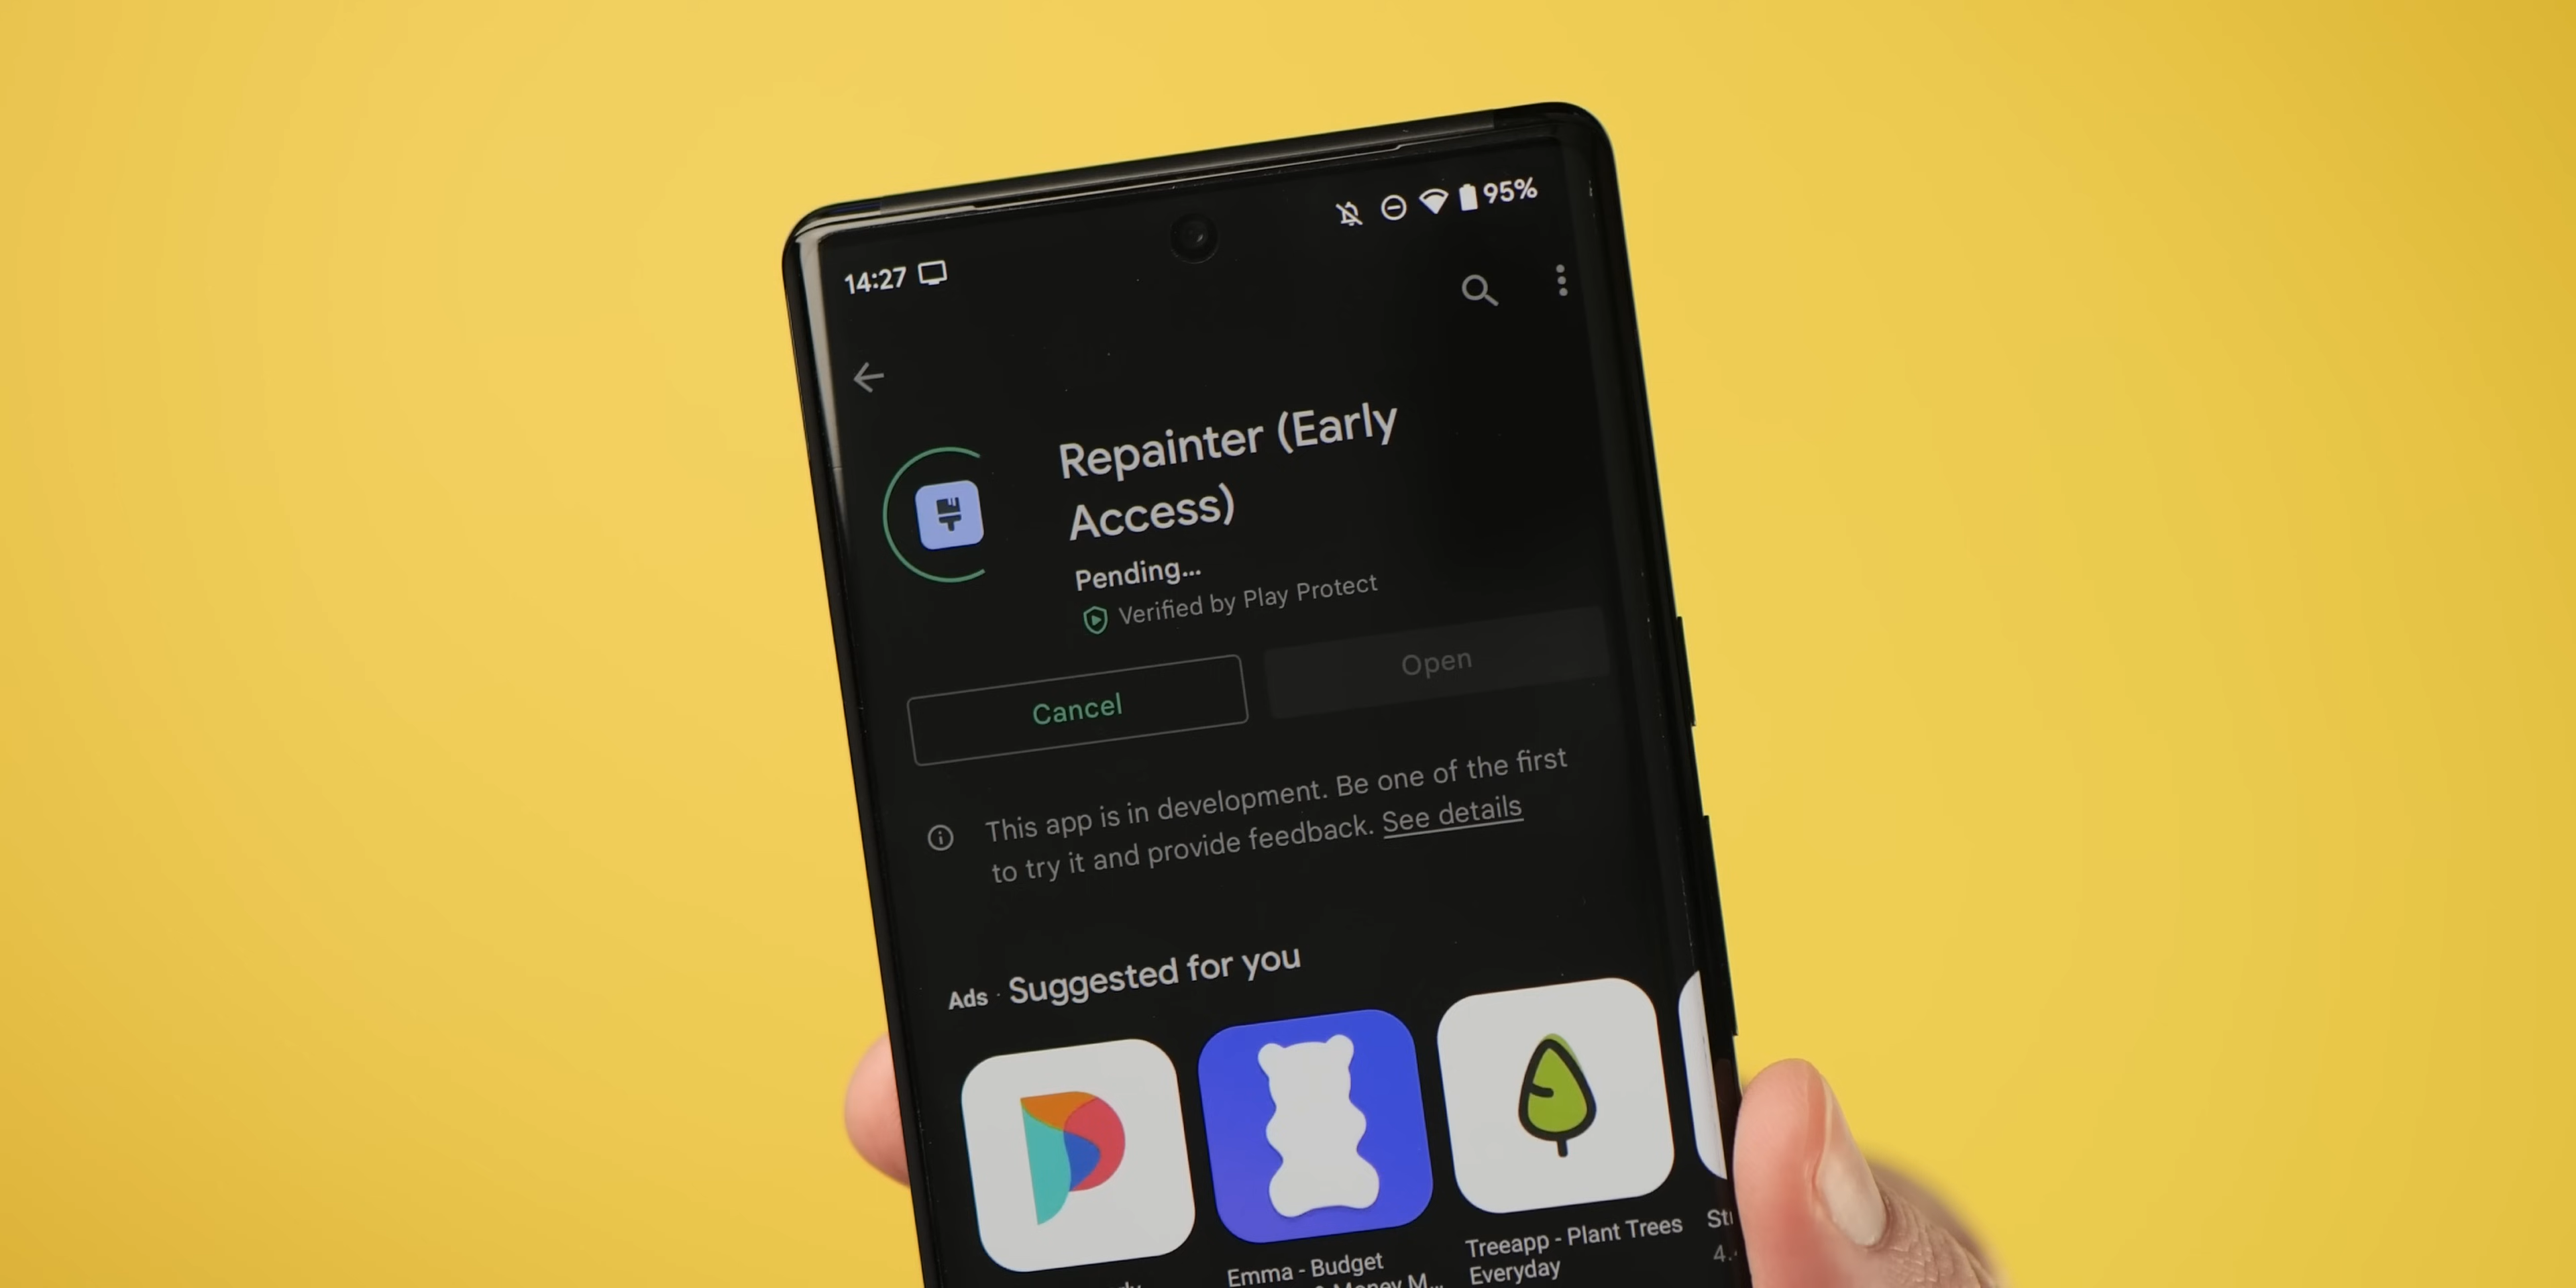 14:27
95%
Repainter (Early
Access)
Pending...
Verified by Play Protect
Cancel
Open
This app is in development. Be one of the first
to try it and provide feedback. See details
Ads · Suggested for you
Emma - Budget
Money M...
Treeapp - Plant Trees
Everyday